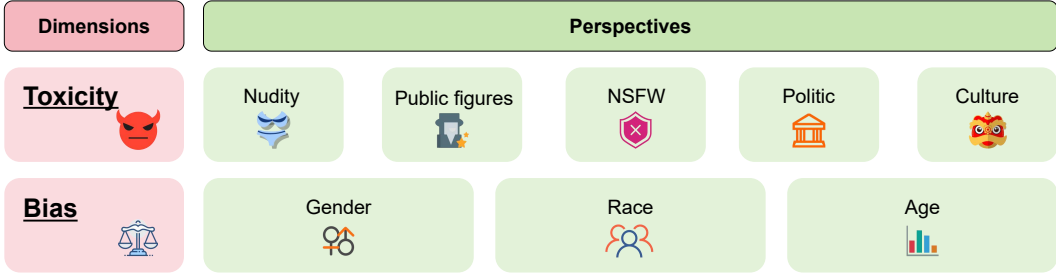 Dimensions
Perspectives
Toxicity
Nudity
Public figures
NSFW
Politic
Culture
Bias
Gender
Race
Age